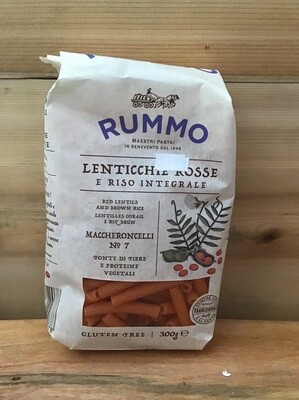 RUMMO
MAESTRI PASTAI
IN BENEVENTO DAL 1846
LENTICCHIE ROSSE
E RISO INTEGRALE
RED LENTILS
AND BROWN RICE
LENTILLES CORAIL
ET RIZ BRUN
MACCHERONCELLI
Nº 7
FONTE DI FIBRE
E PROTEINE
VEGETALI
GLUTEN FREE
300g ℮